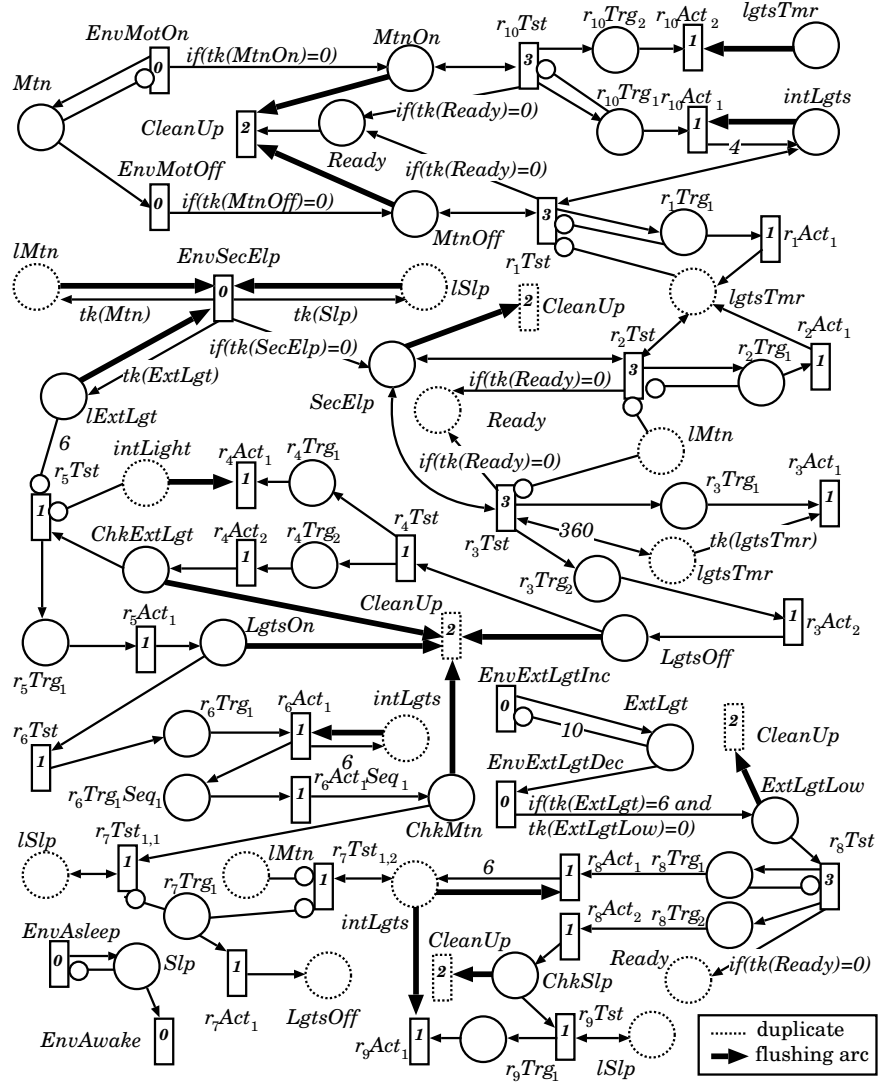 r10Tst
r10Trg2
r10Act2
lgtsTmr
EnvMotOn
MtnOn
Mtn
0
if(tk(MtnOn)=0)
3
1
if(tk(Ready)=0)
r10Trg1
r10Act1
intLgts
CleanUp
2
Ready
1
4
EnvMotOff
if(tk(Ready)=0)
0
if(tk(MtnOff)=0)
MtnOff
3
r1Trg1
1
r1Act1
r1Tst
lMtn
EnvSecElp
0
lSlp
2
CleanUp
lgtsTmr
tk(Mtn)
tk(Slp)
r2Tst
r2Act1
if(tk(SecElp)=0)
3
r2Trg1
1
tk(ExtLgt)
if(tk(Ready)=0)
SecElp
lExtLgt
Ready
lMtn
6
intLight
r4Act1
r4Trg1
if(tk(Ready)=0)
r3Act1
r5Tst
1
r3Trg1
1
1
3
r4Tst
360
ChkExtLgt
r4Act2
r4Trg2
r3Tst
tk(lgtsTmr)
1
1
r3Trg2
lgtsTmr
CleanUp
r5Act1
LgtsOn
2
1
r3Act2
1
LgtsOff
r5Trg1
EnvExtLgtInc
r6Tst
r6Trg1
r6Act1
intLgts
0
ExtLgt
1
10
2
CleanUp
1
6
EnvExtLgtDec
r6Act1Seq1
ExtLgtLow
r6Trg1Seq1
1
0
if(tk(ExtLgt)=6 and
ChkMtn
tk(ExtLgtLow)=0)
r8Tst
lSlp
r7Tst1,1
lMtn
r7Tst1,2
6
r8Act1
r8Trg1
1
r7Trg1
1
1
3
intLgts
r8Act2
r8Trg2
EnvAsleep
CleanUp
1
0
Slp
2
Ready
if(tk(Ready)=0)
1
ChkSlp
LgtsOff
EnvAwake
0
r7Act1
r9Act1
1
1
r9Tst
r9Trg1
lSlp
duplicate
flushing arc